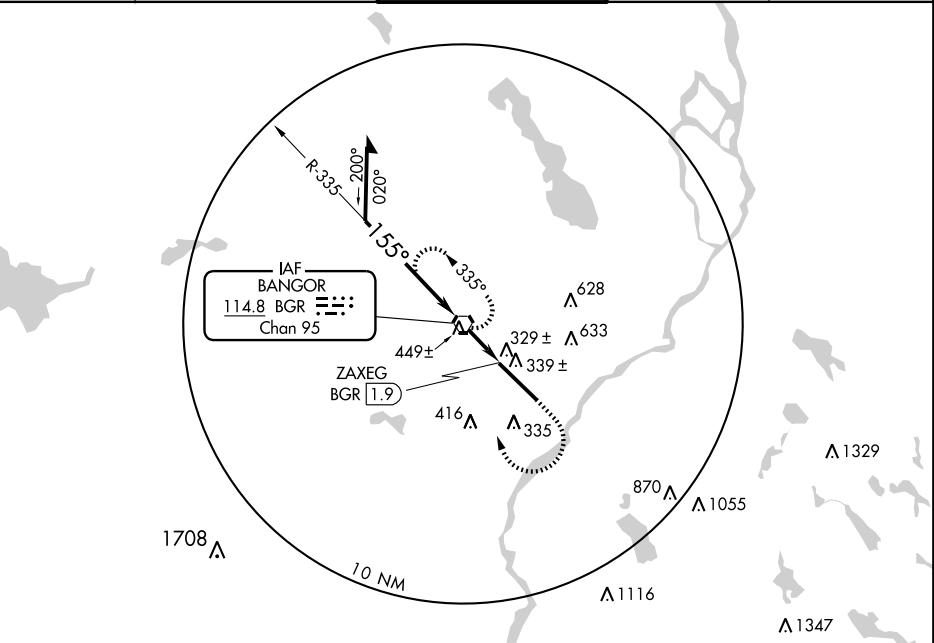 R-335
200°
020°
155°
335°
IAF
BANGOR
114.8 BGR
Chan 95
628
633
329 ±
339 ±
449±
ZAXEG
BGR 1.9
416
335
1329
870
1055
1708
10 NM
1116
1347